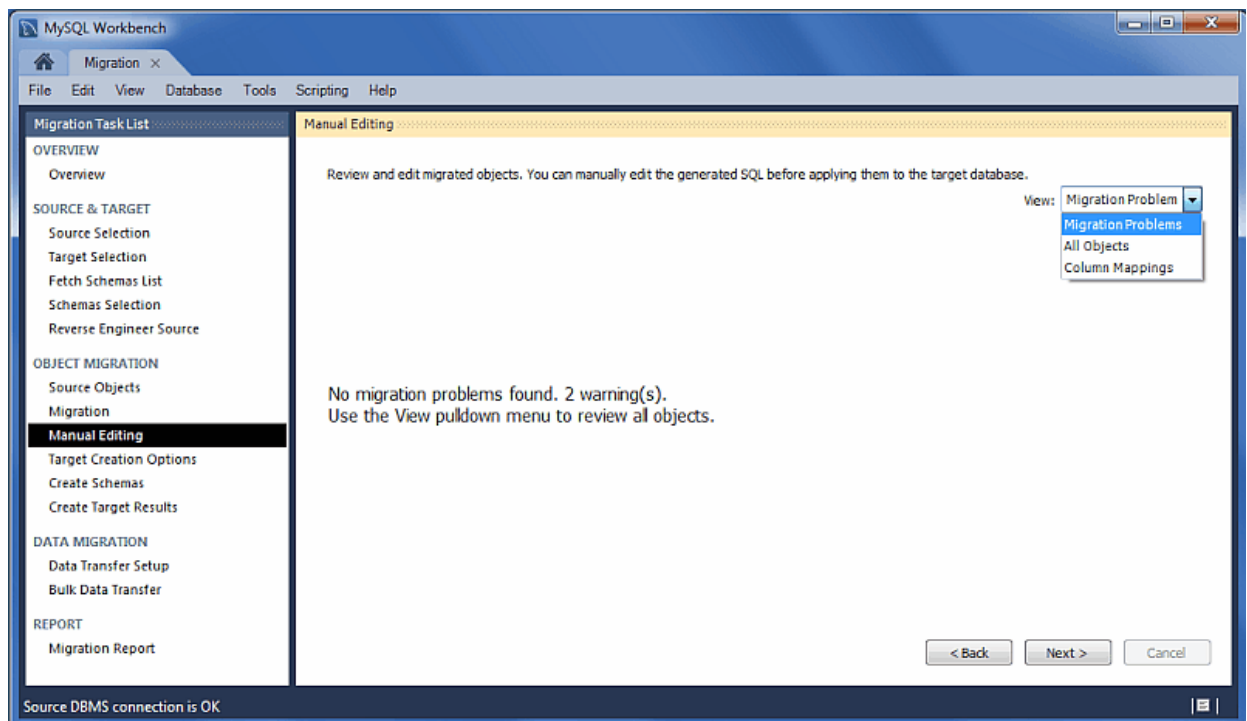 MySQL Workbench
Migration ×
File Edit View Database Tools Scripting Help
Migration Task List
OVERVIEW
Overview
SOURCE & TARGET
Source Selection
Target Selection
Fetch Schemas List
Schemas Selection
Reverse Engineer Source
OBJECT MIGRATION
Source Objects
Migration
Manual Editing
Target Creation Options
Create Schemas
Create Target Results
DATA MIGRATION
Data Transfer Setup
Bulk Data Transfer
REPORT
Migration Report
Manual Editing
Review and edit migrated objects. You can manually edit the generated SQL before applying them to the target database.
View: Migration Problem
Migration Problems
All Objects
Column Mappings
No migration problems found. 2 warning(s).
Use the View pulldown menu to review all objects.
< Back Next > Cancel
Source DBMS connection is OK